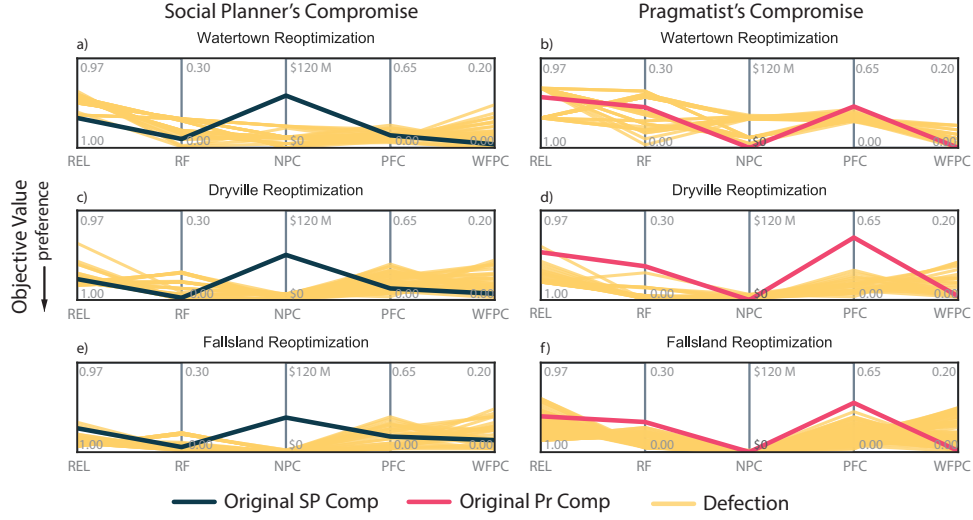 Social Planner's Compromise
Pragmatist's Compromise
a)
Watertown Reoptimization
0.97 0.30 $120 M 0.65 0.20
1.00 0.00 $0 0.00 0.00
REL RF NPC PFC WFPC
b)
Watertown Reoptimization
0.97 0.30 $120 M 0.65 0.20
1.00 0.00 $0 0.00 0.00
REL RF NPC PFC WFPC
Objective Value
preference
c)
Dryville Reoptimization
0.97 0.30 $120 M 0.65 0.20
1.00 0.00 $0 0.00 0.00
REL RF NPC PFC WFPC
d)
Dryville Reoptimization
0.97 0.30 $120 M 0.65 0.20
1.00 0.00 $0 0.00 0.00
REL RF NPC PFC WFPC
e)
Fallsland Reoptimization
0.97 0.30 $120 M 0.65 0.20
1.00 0.00 $0 0.00 0.00
REL RF NPC PFC WFPC
f)
Fallsland Reoptimization
0.97 0.30 $120 M 0.65 0.20
1.00 0.00 $0 0.00 0.00
REL RF NPC PFC WFPC
Original SP Comp Original Pr Comp Defection